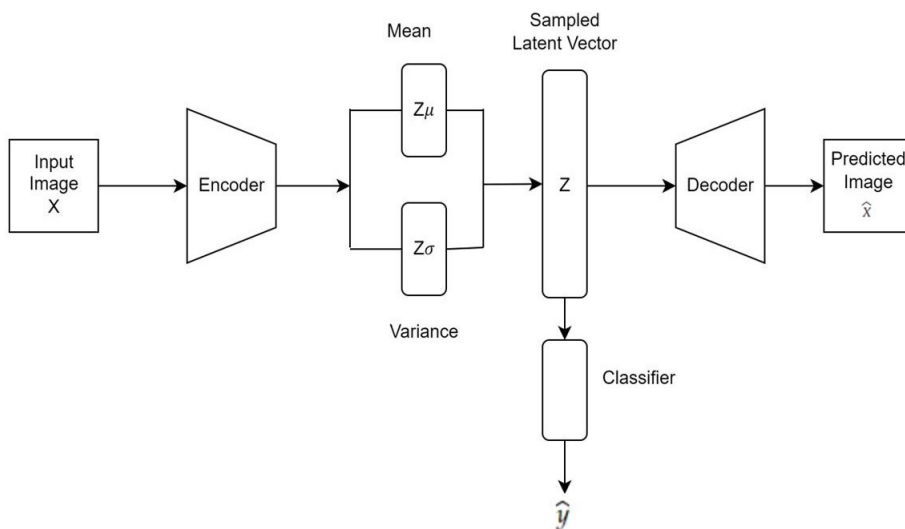 Mean
Sampled
Latent Vector
Zμ
Input
Image
X
Encoder
Z
Decoder
Predicted
Image
x̂
Zσ
Variance
Classifier
ŷ